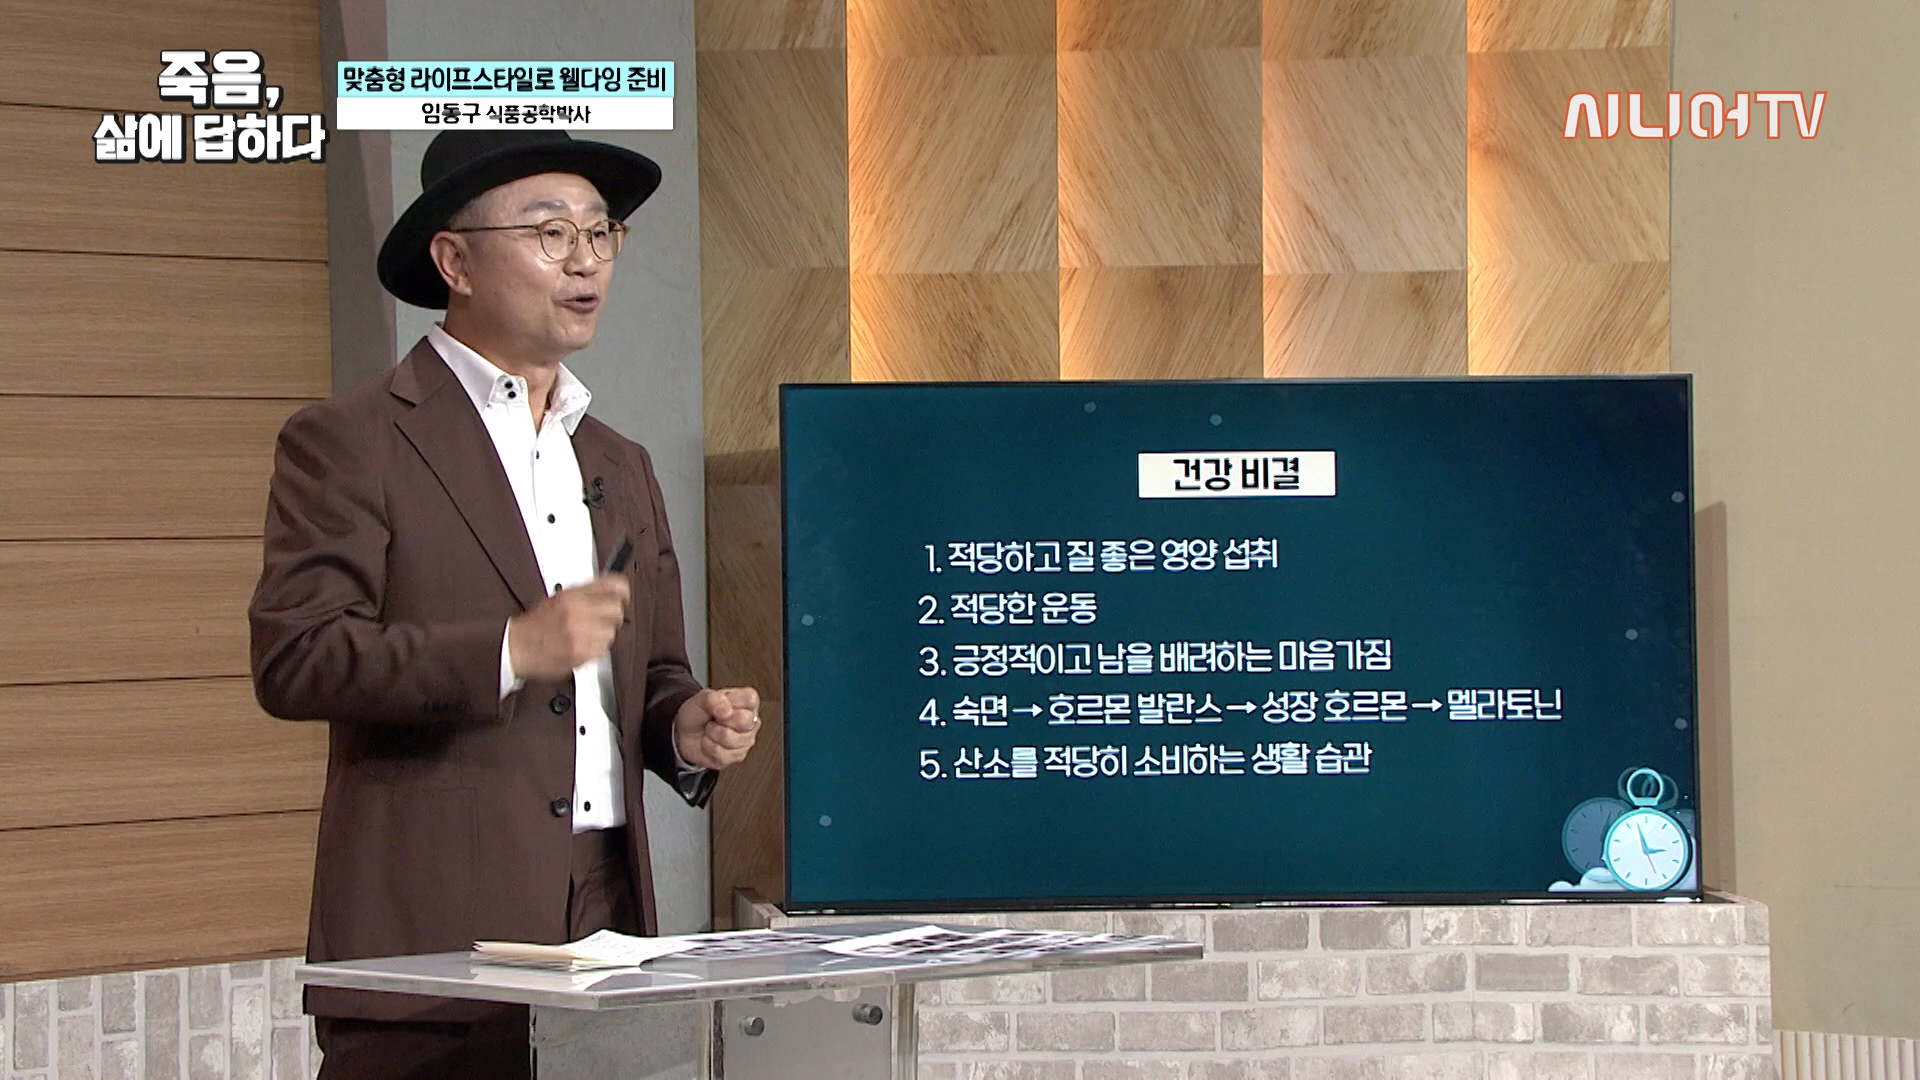 죽음,
삶에 답하다
맞춤형 라이프스타일로 웰다잉 준비
임동구 식품공학박사
시니어TV
건강 비결
1. 적당하고 질 좋은 영양 섭취
2. 적당한 운동
3. 긍정적이고 남을 배려하는 마음가짐
4. 숙면→호르몬 발란스→성장 호르몬→멜라토닌
5. 산소를 적당히 소비하는 생활 습관